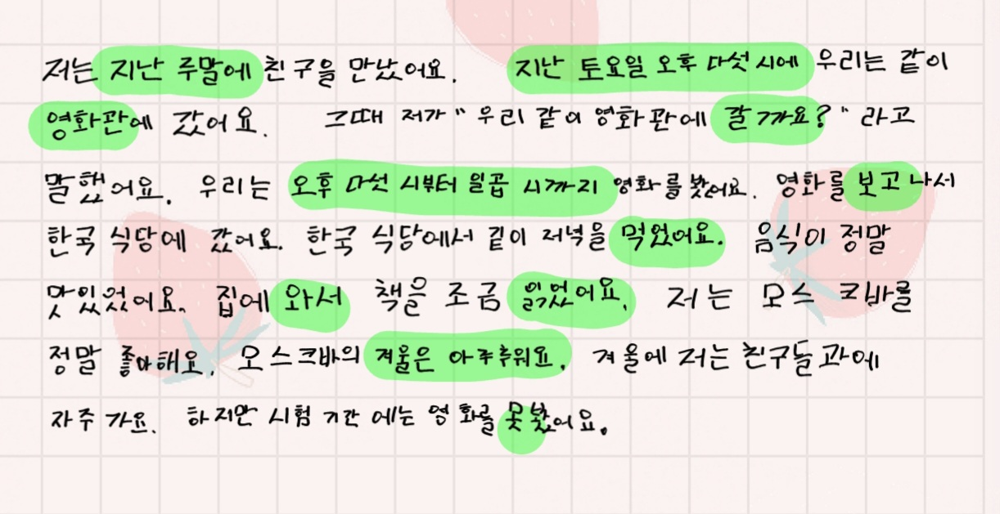 저는 지난 주말에 친구을 만났어요. 지난 토요일 오후 다섯 시에 우리는 같이
영화관에 갔어요. 그때 저가 "우리 같이 영화관에 갈까요?" 라고
말했어요. 우리는 오후 다섯 시부터 일곱 시까지 영화를 봤어요. 영화를 보고 나서
한국 식당에 갔어요. 한국 식당에서 같이 저녁을 먹었어요. 음식이 정말
맛있었어요. 집에 와서 책을 조금 읽었어요. 저는 모스크바를
정말 좋아해요. 모스크바의 겨울은 아주 추워요. 겨울에 저는 친구들과에
자주 가요. 하지만 시험 기간에는 영화를 못 봤어요.